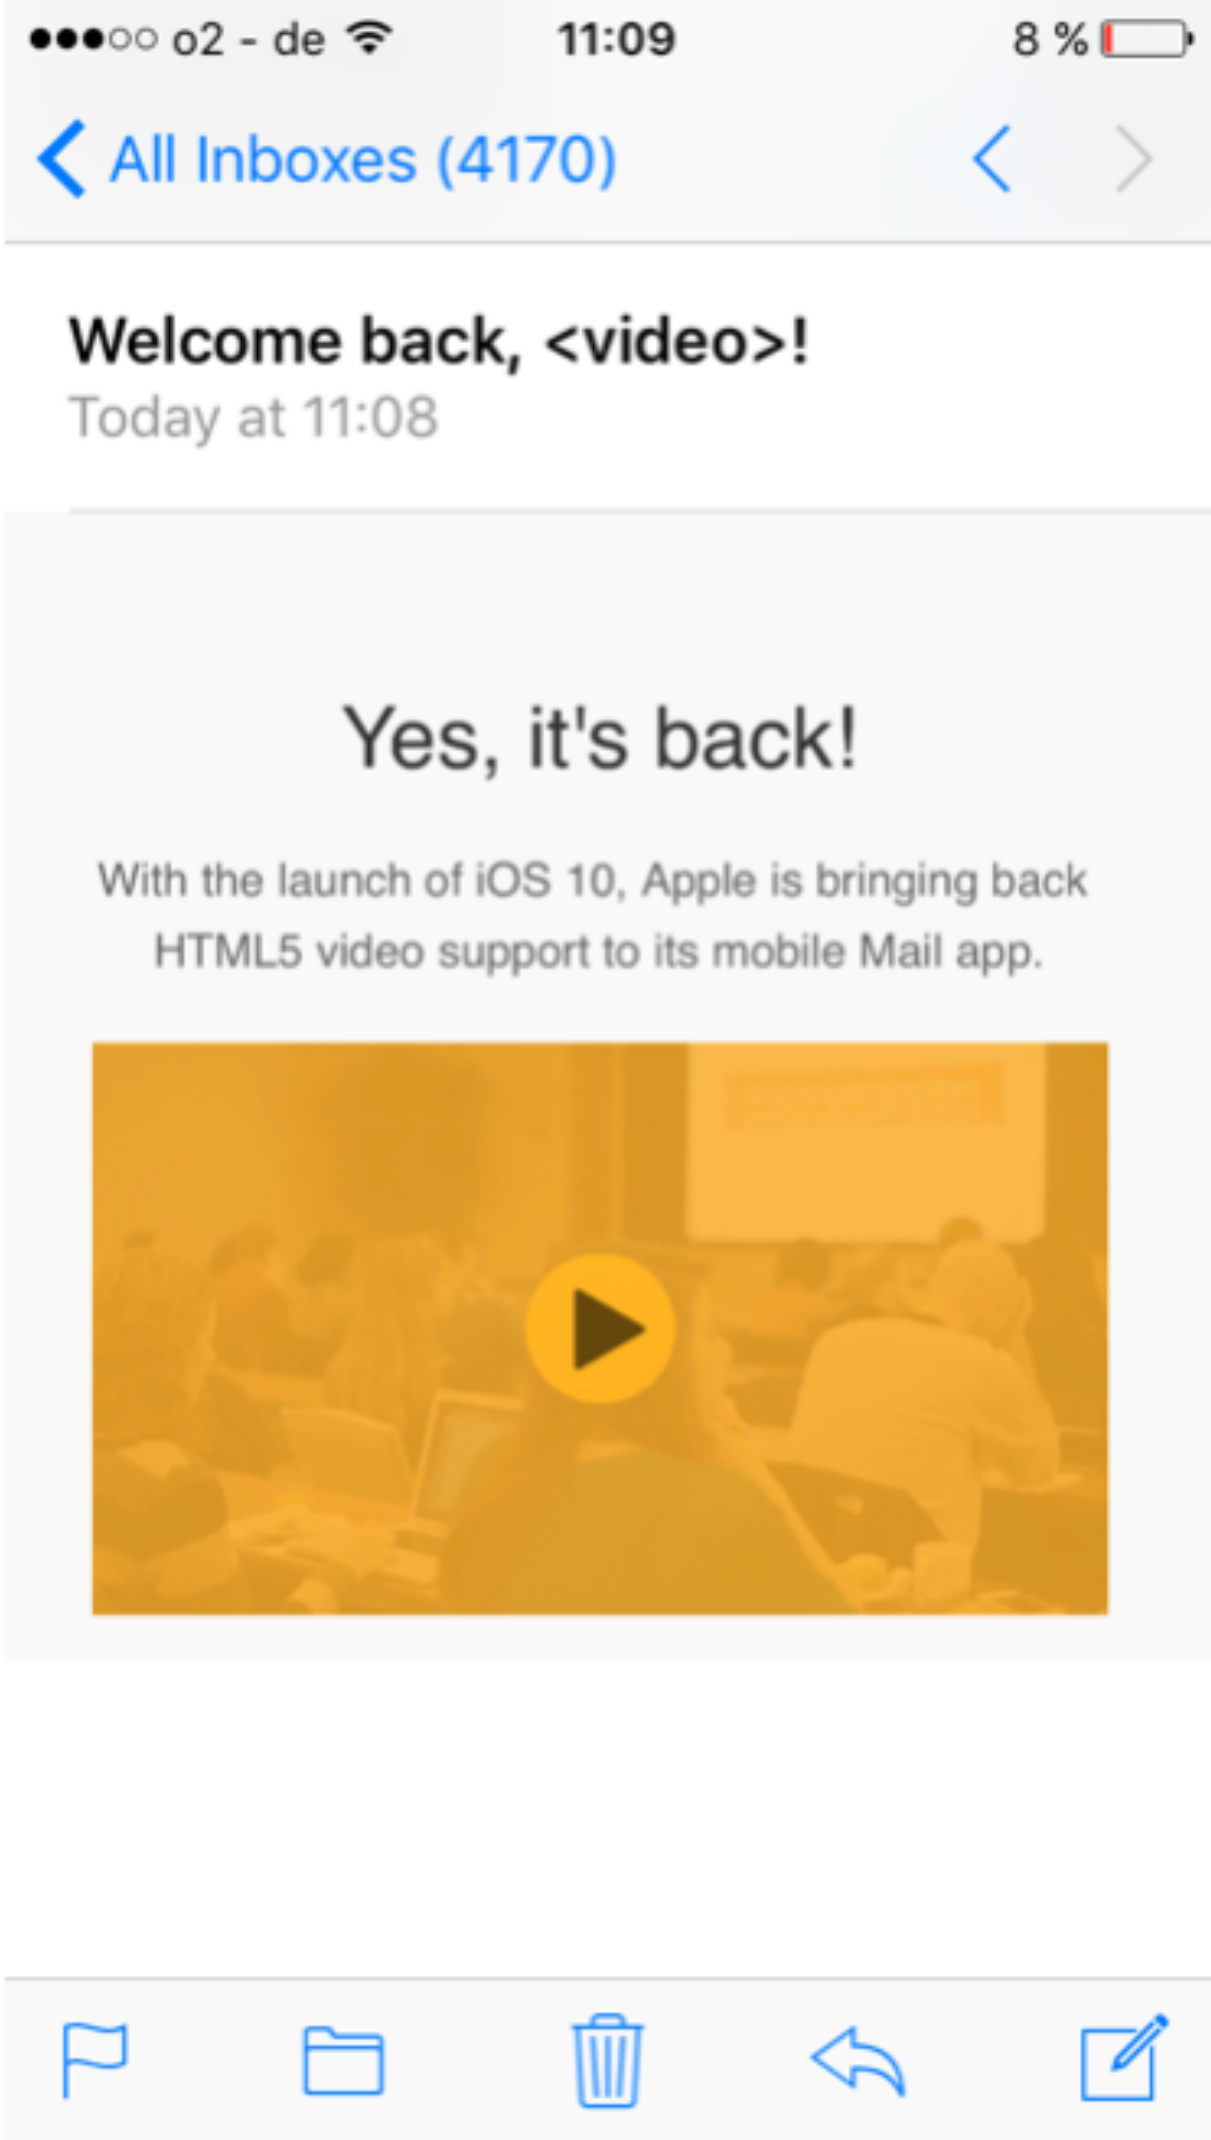 o2 - de 11:09 8 %
All Inboxes (4170)
Welcome back, <video>!
Today at 11:08
Yes, it's back!
With the launch of iOS 10, Apple is bringing back
HTML5 video support to its mobile Mail app.